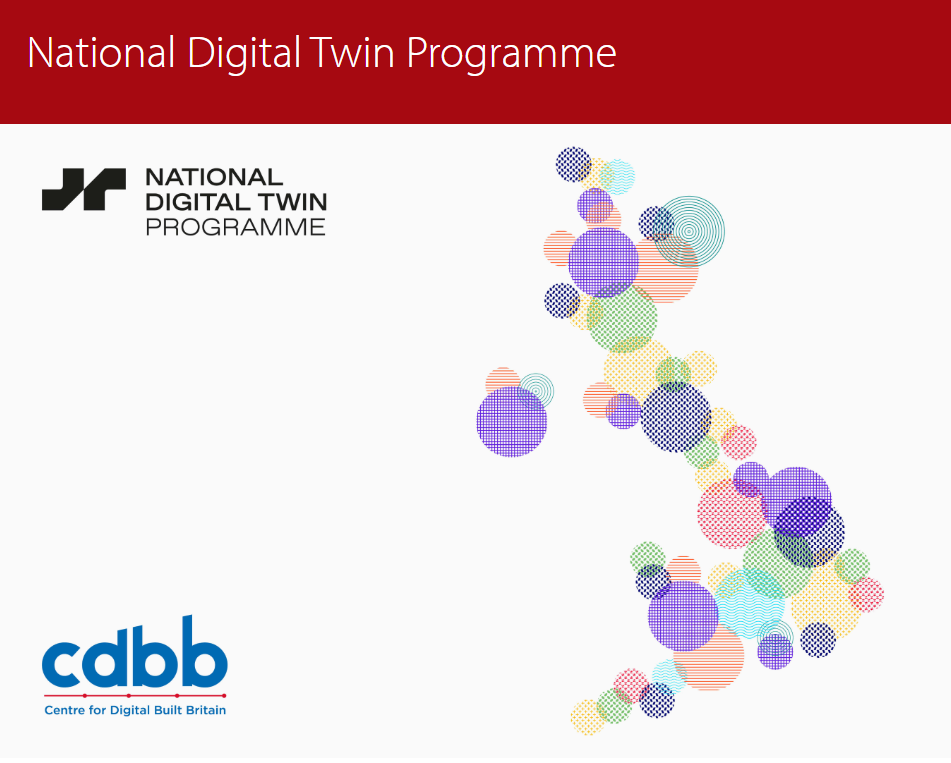 National Digital Twin Programme
NATIONAL
DIGITAL TWIN
PROGRAMME
cdbb
Centre for Digital Built Britain